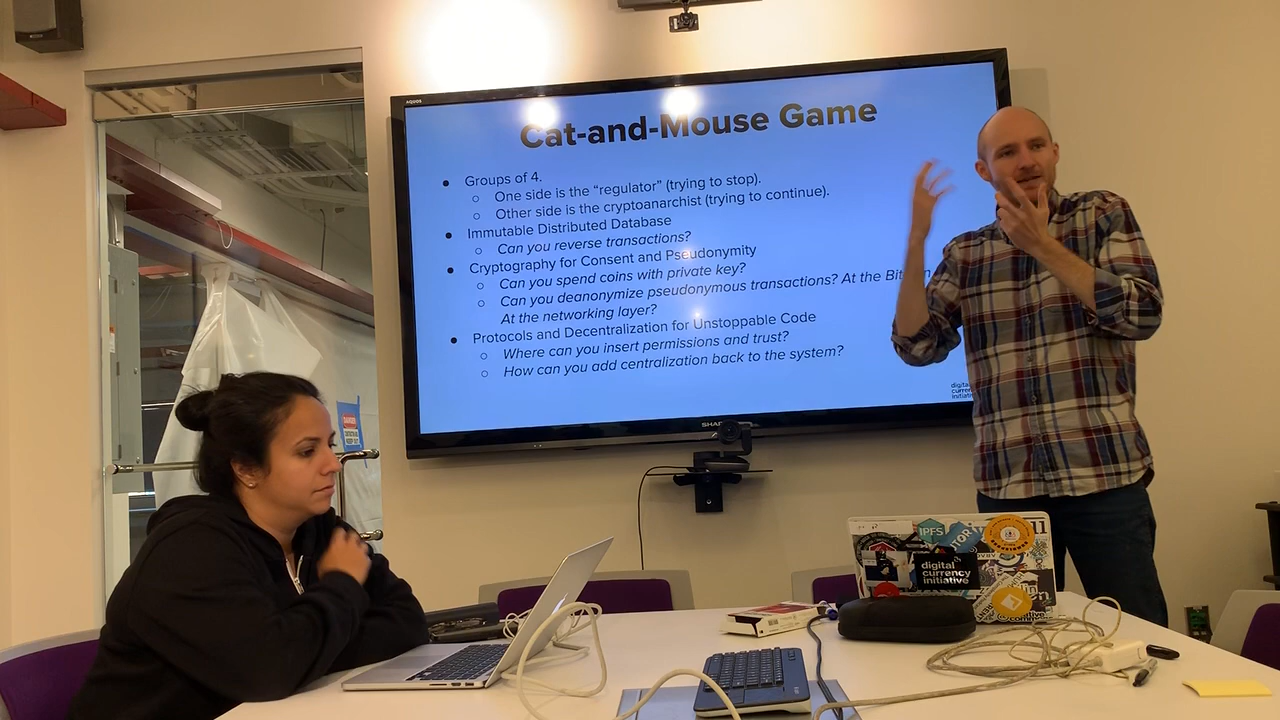 AQUOS
Cat-and-Mouse Game
Groups of 4.
One side is the “regulator” (trying to stop).
Other side is the cryptoanarchist (trying to continue).
Immutable Distributed Database
Can you reverse transactions?
Cryptography for Consent and Pseudonymity
Can you spend coins with private key?
Can you deanonymize pseudonymous transactions? At the
At the networking layer?
Protocols and Decentralization for Unstoppable Code
Where can you insert permissions and trust?
How can you add centralization back to the system?
digital
currency
initiative
DANGER
IPFS
digital
currency
initiative